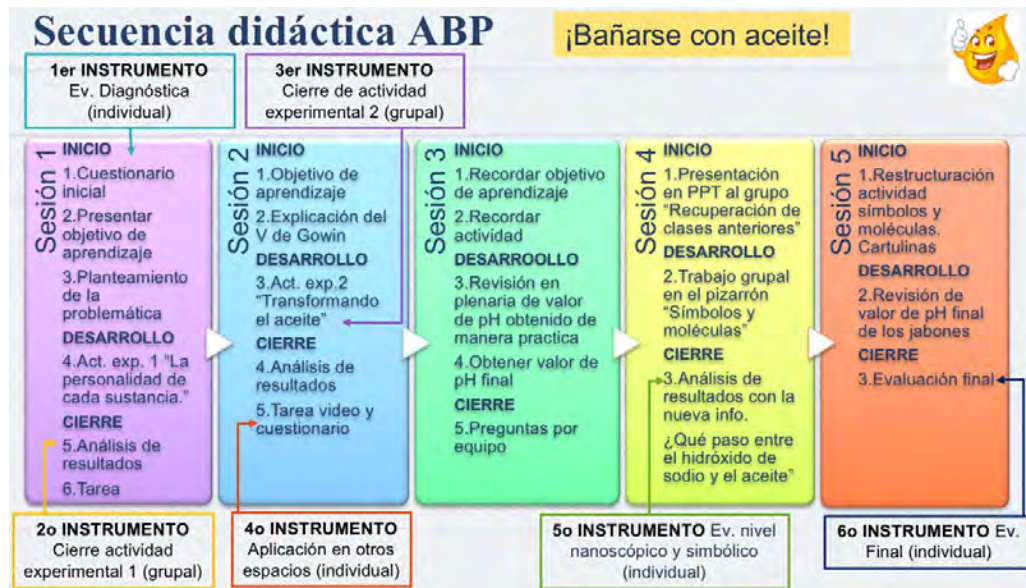 Secuencia didáctica ABP
¡Bañarse con aceite!
1er INSTRUMENTO
Ev. Diagnóstica
(individual)
3er INSTRUMENTO
Cierre de actividad
experimental 2 (grupal)
Sesión 1
INICIO
1.Cuestionario
inicial
2.Presentar
objetivo de
aprendizaje
3.Planteamiento
de la
problemática
DESARROLLO
4.Act. exp. 1 "La
personalidad de
cada sustancia."
CIERRE
5.Análisis de
resultados
6.Tarea
Sesión 2
INICIO
1.Objetivo de
aprendizaje
2.Explicación del
V de Gowin
DESARROLLO
3.Act. exp.2
"Transformando
el aceite"
CIERRE
4.Análisis de
resultados
5.Tarea video y
cuestionario
Sesión 3
INICIO
1.Recordar objetivo
de aprendizaje
2.Recordar
actividad
DESARROOLLO
3.Revisión en
plenaria de valor
de pH obtenido de
manera practica
4.Obtener valor de
pH final
CIERRE
5.Preguntas por
equipo
Sesión 4
INICIO
1.Presentación
en PPT al grupo
"Recuperación de
clases anteriores"
DESARROLLO
2.Trabajo grupal
en el pizarrón
"Símbolos y
moléculas"
CIERRE
3.Análisis de
resultados con la
nueva info.
¿Qué paso entre
el hidróxido de
sodio y el aceite"
Sesión 5
INICIO
1.Restructuración
actividad
símbolos y
moléculas.
Cartulinas
DESARROLLO
2.Revisión de
valor de pH final
de los jabones
CIERRE
3.Evaluación final
2o INSTRUMENTO
Cierre actividad
experimental 1 (grupal)
4o INSTRUMENTO
Aplicación en otros
espacios (individual)
5o INSTRUMENTO Ev. nivel
nanoscópico y simbólico
(individual)
6o INSTRUMENTO Ev.
Final (individual)